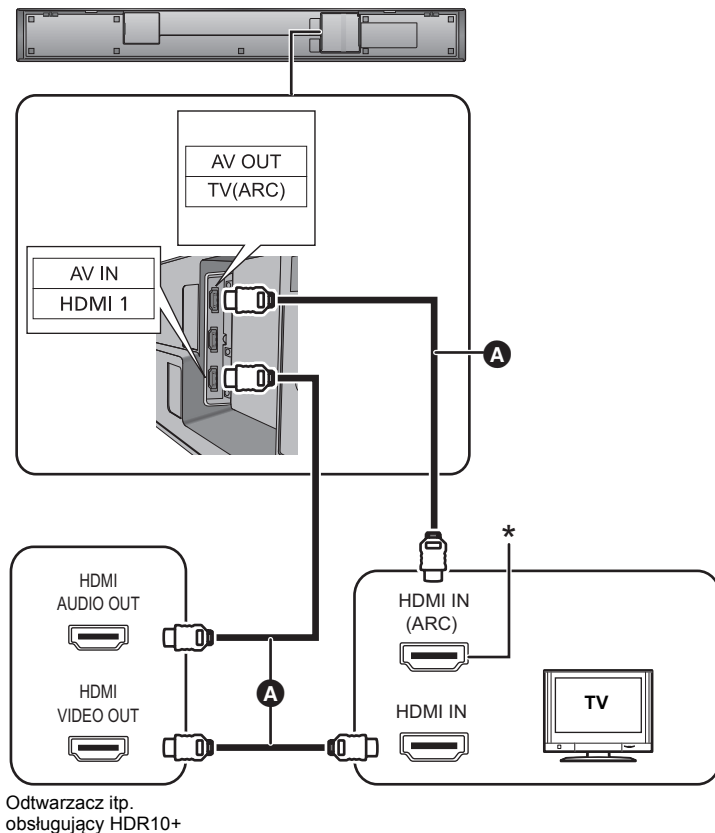 AV OUT
TV(ARC)
AV IN
HDMI 1
A
*
HDMI
AUDIO OUT
HDMI IN
(ARC)
A
HDMI
VIDEO OUT
HDMI IN
TV
Odtwarzacz itp.
obsługujący HDR10+